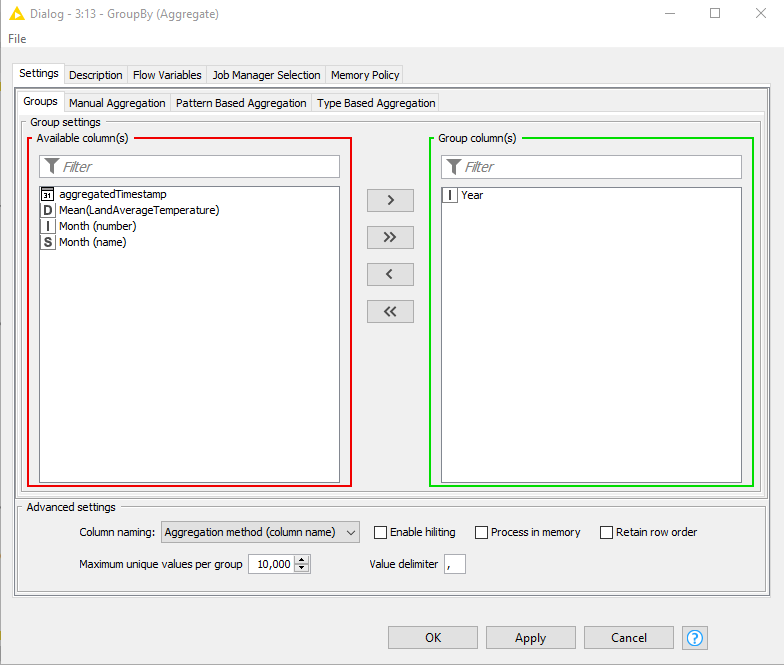 Dialog - 3:13 - GroupBy (Aggregate)
File
Settings Description Flow Variables Job Manager Selection Memory Policy
Groups Manual Aggregation Pattern Based Aggregation Type Based Aggregation
Group settings
Available column(s) Group column(s)
Filter Filter
31 aggregatedTimestamp I Year
D Mean(LandAverageTemperature)
I Month (number)
S Month (name)
>
>>
<
<<
Advanced settings
Column naming: Aggregation method (column name) Enable hiliting Process in memory Retain row order
Maximum unique values per group 10,000 Value delimiter ,
OK Apply Cancel ?